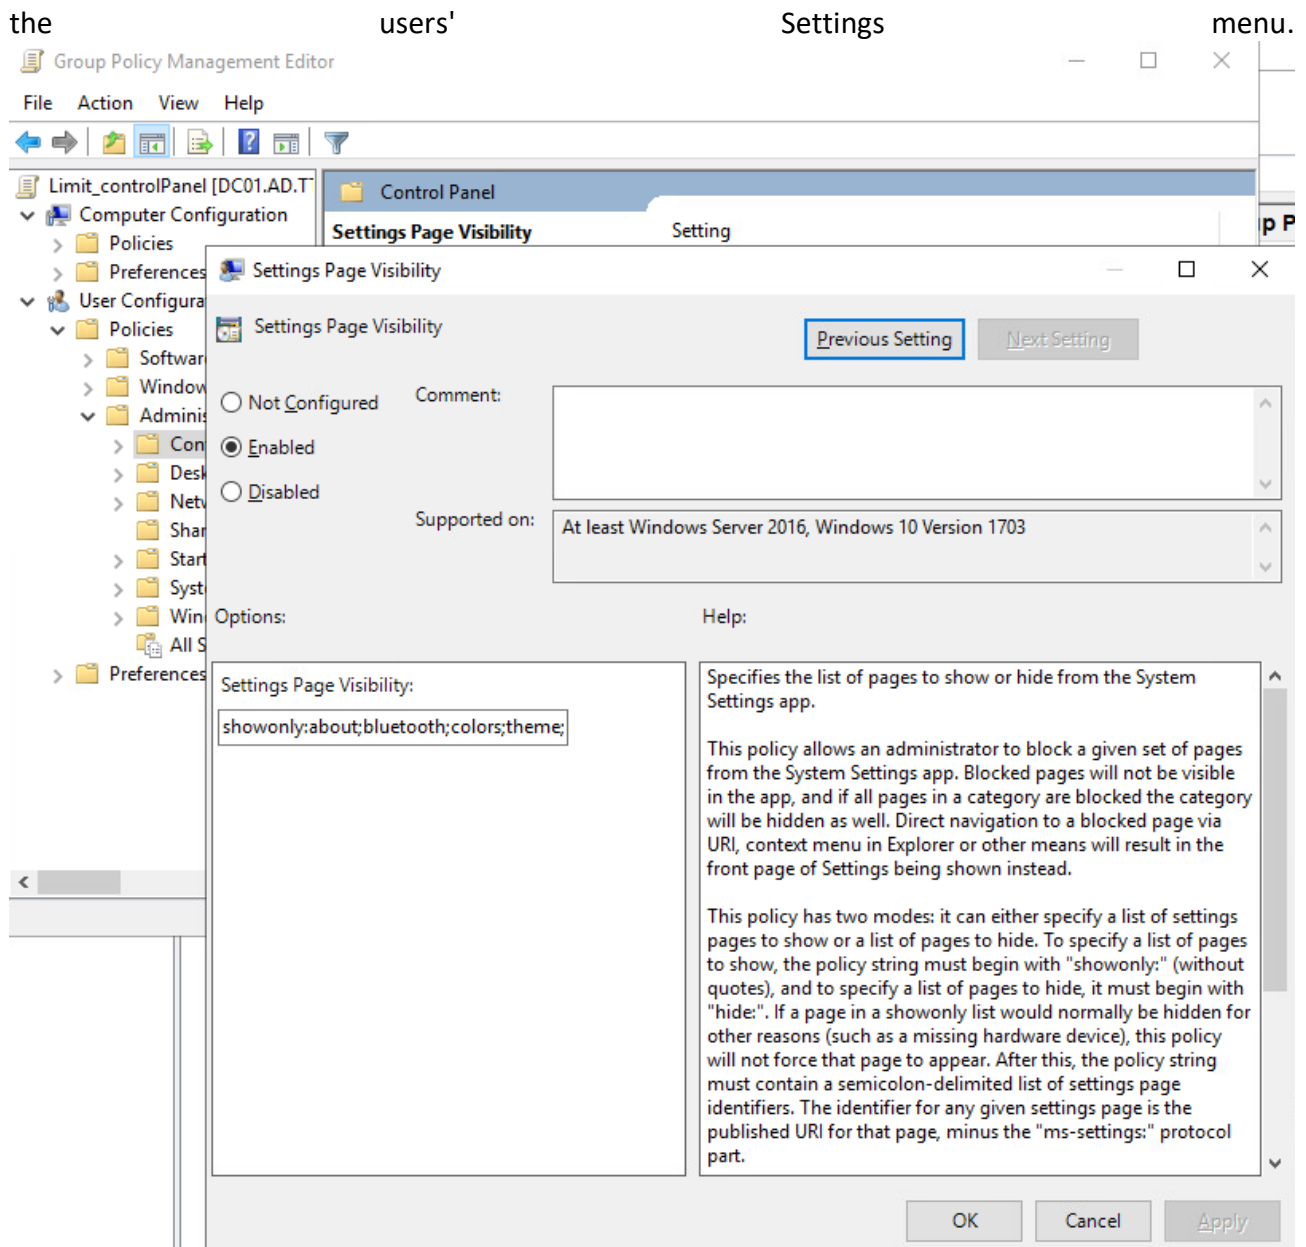 the users' Settings menu.
Group Policy Management Editor
File Action View Help
Limit_controlPanel [DC01.AD.T
Computer Configuration
Policies
Preferences
User Configura
Policies
Softwar
Window
Adminis
Con
Desk
Netw
Shar
Start
Syste
Win
All S
Preferences
Control Panel
Settings Page Visibility Setting
up P
Settings Page Visibility
Settings Page Visibility
Previous Setting Next Setting
Not Configured
Enabled
Disabled
Comment:
Supported on: At least Windows Server 2016, Windows 10 Version 1703
Options: Help:
Settings Page Visibility:
showonly:about;bluetooth;colors;theme;
Specifies the list of pages to show or hide from the System
Settings app.
This policy allows an administrator to block a given set of pages
from the System Settings app. Blocked pages will not be visible
in the app, and if all pages in a category are blocked the category
will be hidden as well. Direct navigation to a blocked page via
URI, context menu in Explorer or other means will result in the
front page of Settings being shown instead.
This policy has two modes: it can either specify a list of settings
pages to show or a list of pages to hide. To specify a list of pages
to show, the policy string must begin with "showonly:" (without
quotes), and to specify a list of pages to hide, it must begin with
"hide:". If a page in a showonly list would normally be hidden for
other reasons (such as a missing hardware device), this policy
will not force that page to appear. After this, the policy string
must contain a semicolon-delimited list of settings page
identifiers. The identifier for any given settings page is the
published URI for that page, minus the "ms-settings:" protocol
part.
OK Cancel Apply